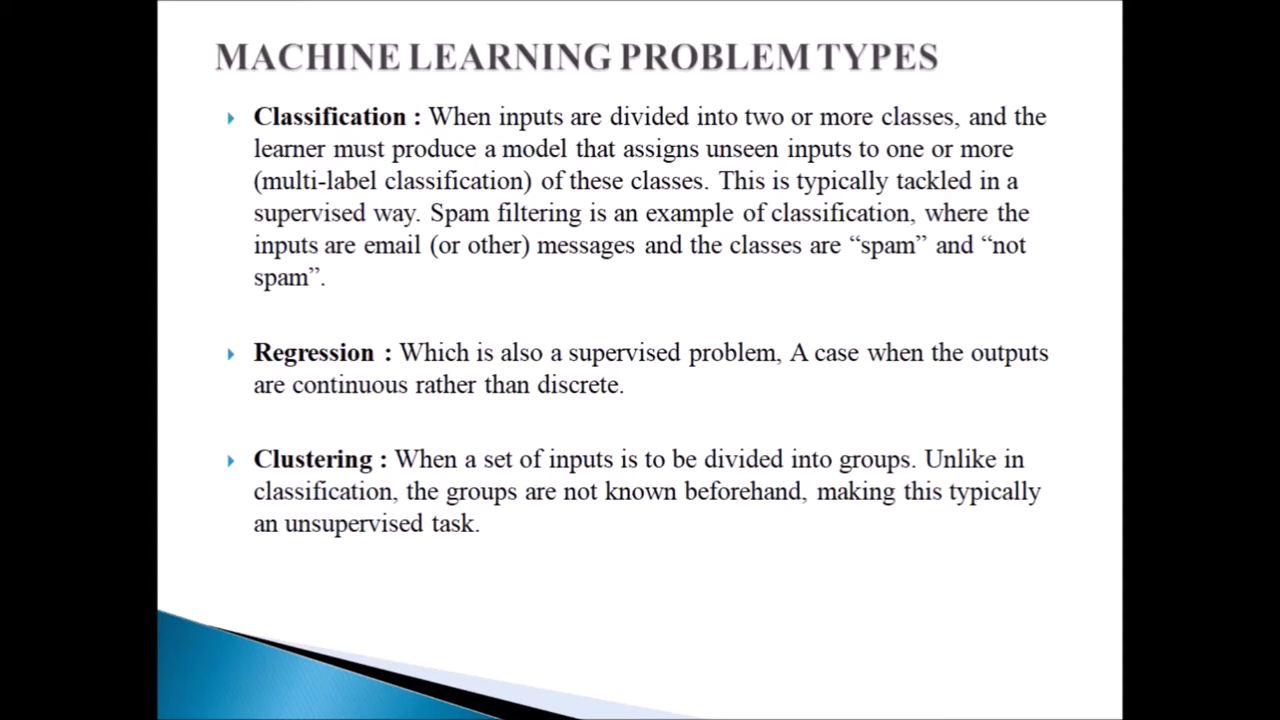 MACHINE LEARNING PROBLEM TYPES
Classification : When inputs are divided into two or more classes, and the
learner must produce a model that assigns unseen inputs to one or more
(multi-label classification) of these classes. This is typically tackled in a
supervised way. Spam filtering is an example of classification, where the
inputs are email (or other) messages and the classes are “spam” and “not
spam”.
Regression : Which is also a supervised problem, A case when the outputs
are continuous rather than discrete.
Clustering : When a set of inputs is to be divided into groups. Unlike in
classification, the groups are not known beforehand, making this typically
an unsupervised task.